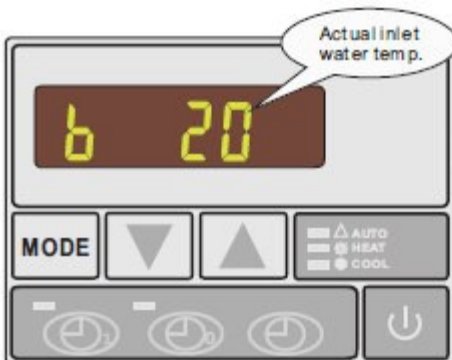 Actual inlet
water temp.
b 20
MODE
AUTO
HEAT
COOL